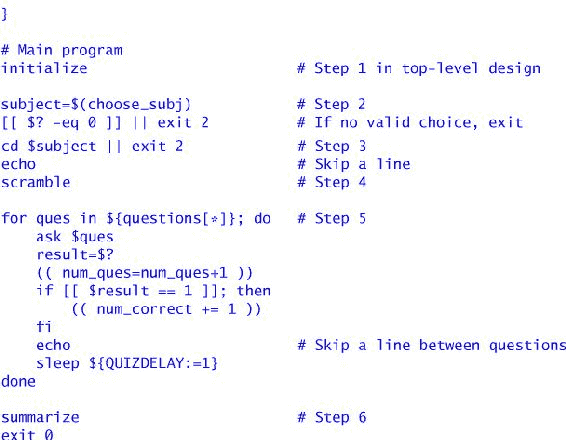 }
# Main program
initialize # Step 1 in top-level design
subject=$(choose_subj) # Step 2
[[ $? -eq 0 ]] || exit 2 # If no valid choice, exit
cd $subject || exit 2 # Step 3
echo # Skip a line
scramble # Step 4
for ques in ${questions[*]}; do # Step 5
ask $ques
result=$?
(( num_ques=num_ques+1 ))
if [[ $result == 1 ]]; then
(( num_correct += 1 ))
fi
echo # Skip a line between questions
sleep ${QUIZDELAY:=1}
done
summarize # Step 6
exit 0